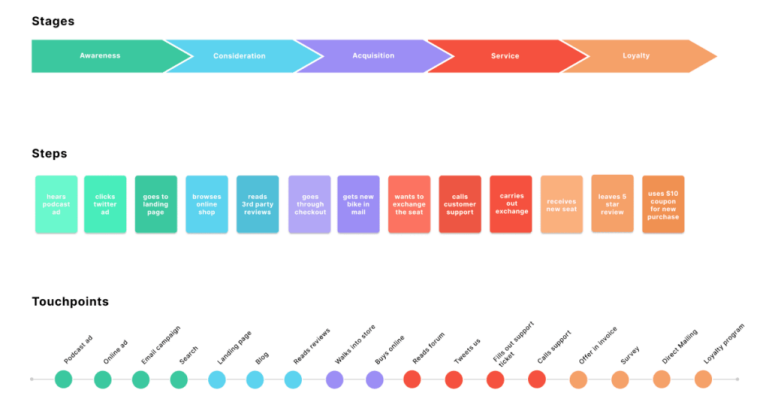 Stages
Awareness
Consideration
Acquisition
Service
Loyalty
Steps
hears
podcast
ad
clicks
twitter
ad
goes to
landing
page
browses
online
shop
reads
3rd party
reviews
goes
through
checkout
gets new
bike in
mail
wants to
exchange
the seat
calls
customer
support
carries
out
exchange
receives
new seat
leaves 5
star
review
uses $10
coupon
for new
purchase
Touchpoints
Podcast ad
Online ad
Email campaign
Search
Landing page
Blog
Reads reviews
Walks into store
Buys online
Reads forum
Tweets us
Fills out support
ticket
Calls support
Offer in invoice
Survey
Direct Mailing
Loyalty program